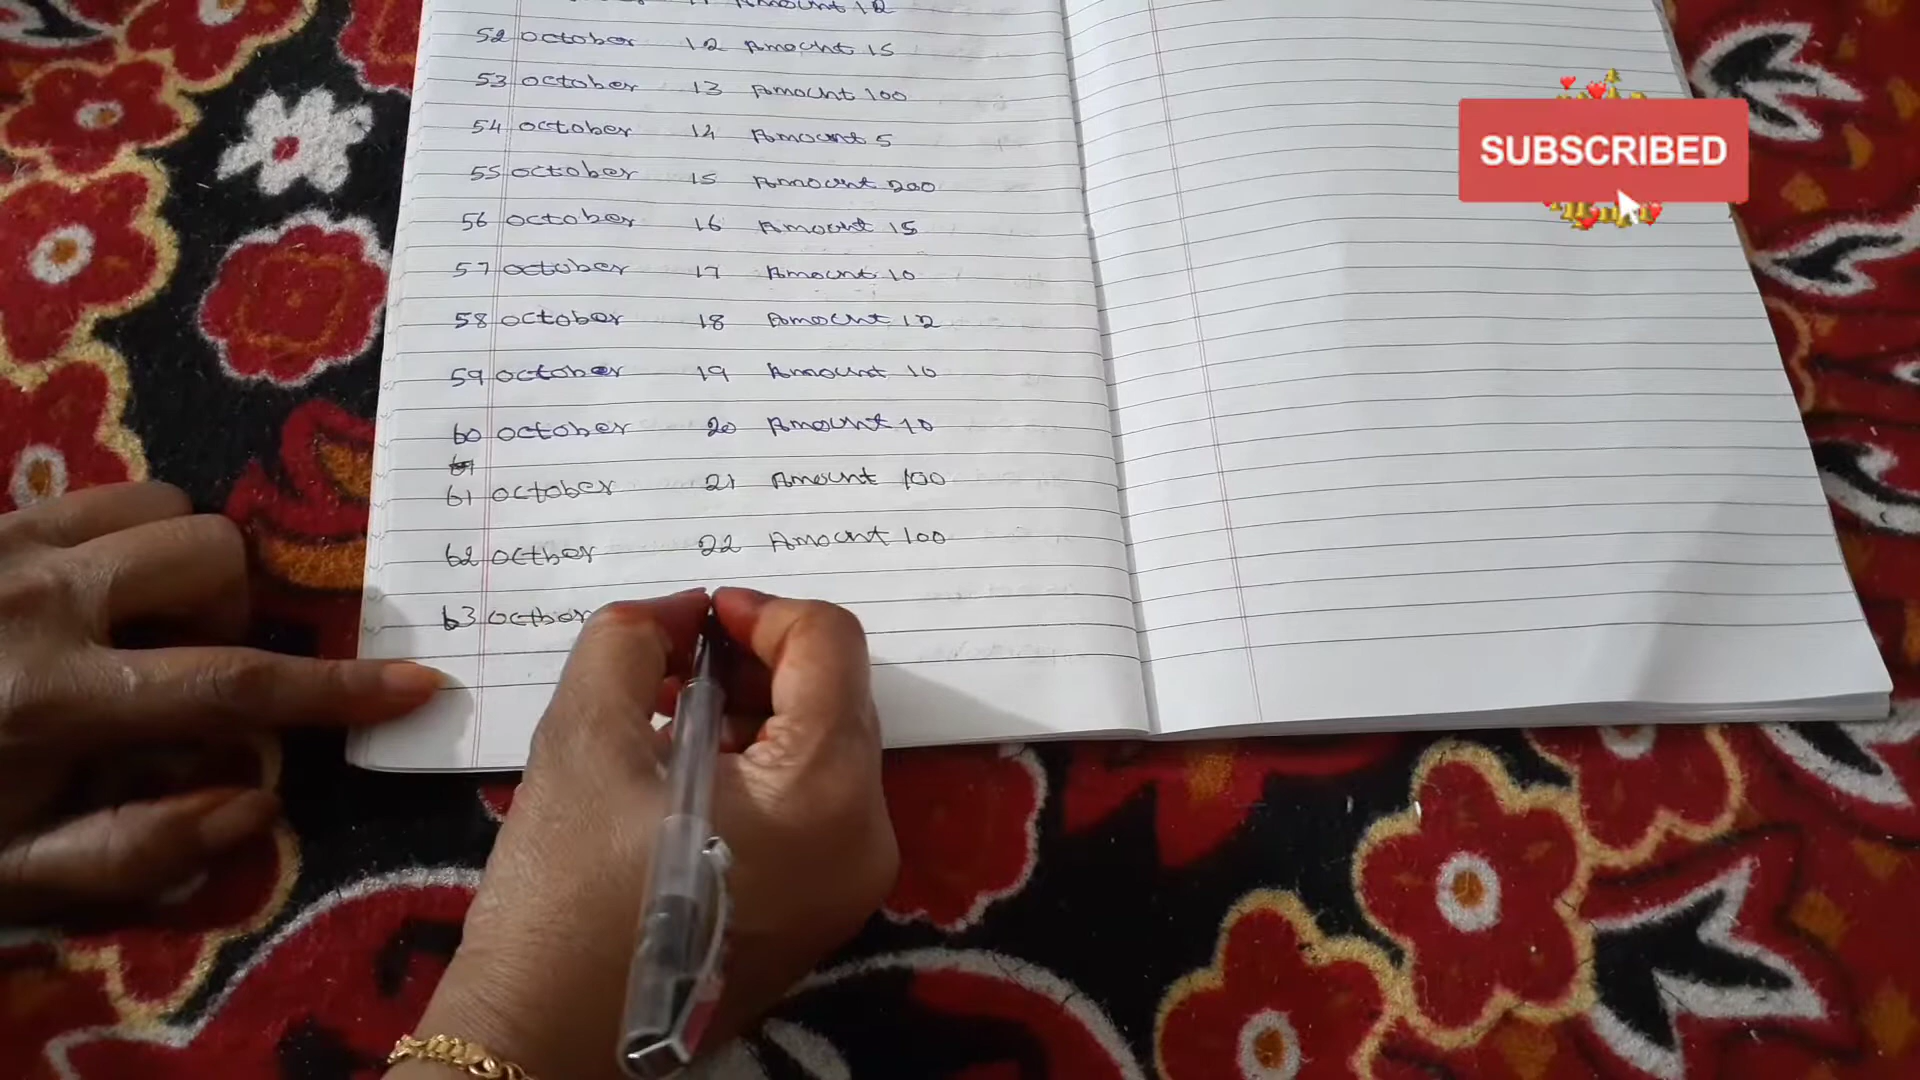 11 Amount 12
52 october 12 Amount 15
53 october 13 Amount 100
54 october 14 Amount 5
55 october 15 Amount 200
56 october 16 Amount 15
57 october 17 Amount 10
58 october 18 Amount 12
59 october 19 Amount 10
60 october 20 Amount 10
61 october 21 Amount 100
62 octber 22 Amount 100
63 octber
SUBSCRIBED